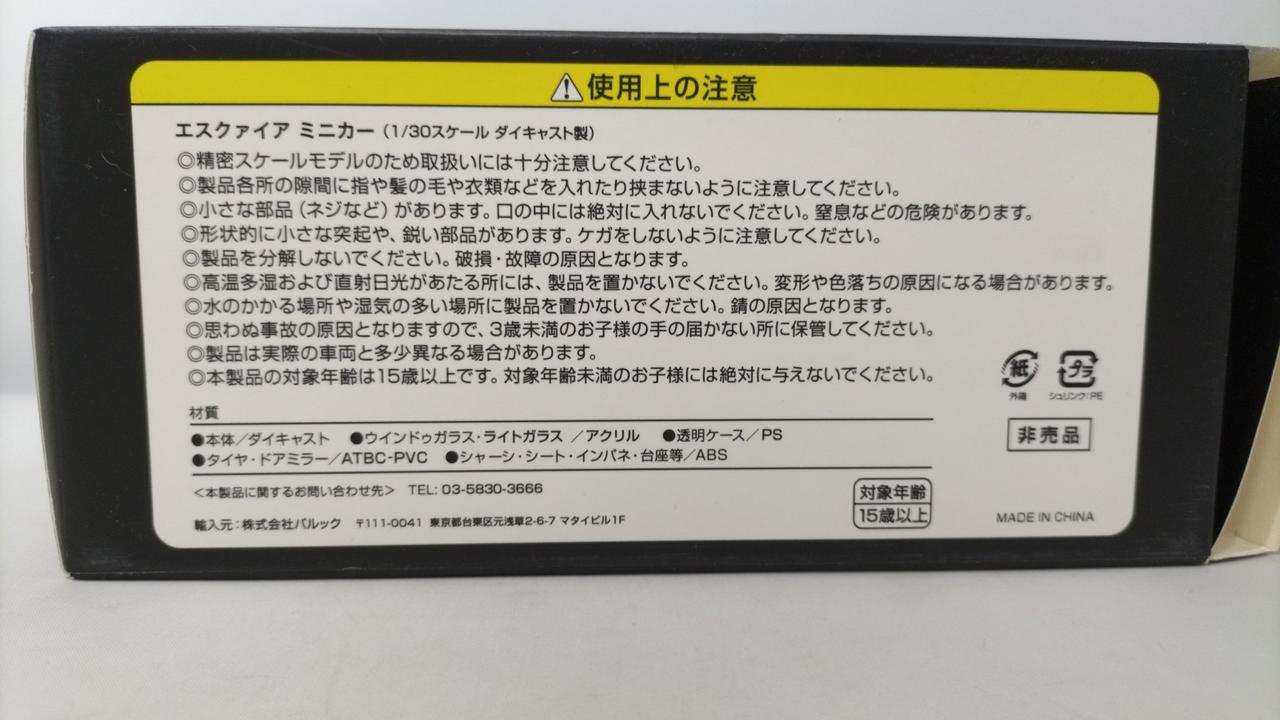 使用上の注意
エスクァイア ミニカー（1/30スケール ダイキャスト製）
◎精密スケールモデルのため取扱いには十分注意してください。
◎製品各所の隙間に指や髪の毛や衣類などを入れたり挟まないように注意してください。
◎小さな部品（ネジなど）があります。口の中には絶対に入れないでください。窒息などの危険があります。
◎形状的に小さな突起や、鋭い部品があります。ケガをしないように注意してください。
◎製品を分解しないでください。破損・故障の原因となります。
◎高温多湿および直射日光があたる所には、製品を置かないでください。変形や色落ちの原因になる場合があります。
◎水のかかる場所や湿気の多い場所に製品を置かないでください。錆の原因となります。
◎思わぬ事故の原因となりますので、3歳未満のお子様の手の届かない所に保管してください。
◎製品は実際の車両と多少異なる場合があります。
◎本製品の対象年齢は15歳以上です。対象年齢未満のお子様には絶対に与えないでください。
紙 プラ
外箱 シュリンク:PE
材質
●本体／ダイキャスト ●ウインドゥガラス・ライトガラス ／アクリル ●透明ケース／PS
●タイヤ・ドアミラー／ATBC-PVC ●シャーシ・シート・インパネ・台座等／ABS
非売品
＜本製品に関するお問い合わせ先＞ TEL: 03-5830-3666
輸入元：株式会社バルック 〒111-0041 東京都台東区元浅草2-6-7 マタイビル1F
対象年齢
15歳以上
MADE IN CHINA